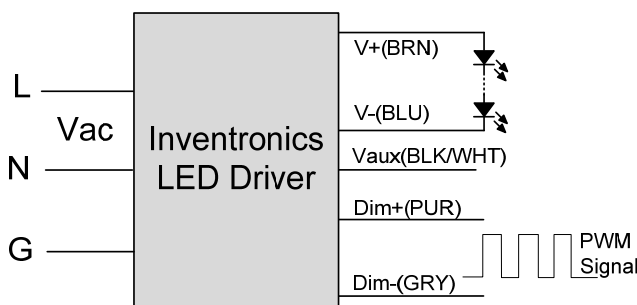 L
Vac
N
G
Inventronics
LED Driver
V+(BRN)
V-(BLU)
Vaux(BLK/WHT)
Dim+(PUR)
Dim-(GRY)
PWM
Signal